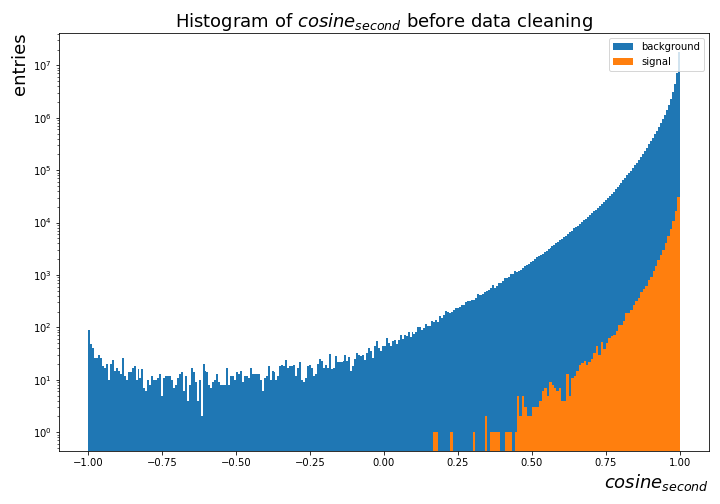 Histogram of cosine_second before data cleaning
entries
background
signal
10^7
10^6
10^5
10^4
10^3
10^2
10^1
10^0
−1.00 −0.75 −0.50 −0.25 0.00 0.25 0.50 0.75 1.00
cosine_second